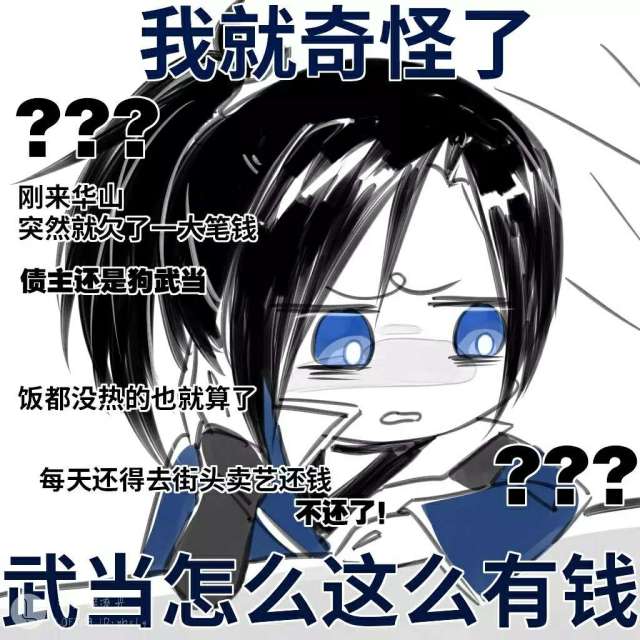 我就奇怪了
???
刚来华山
突然就欠了一大笔钱
债主还是狗武当
饭都没热的也就算了
每天还得去街头卖艺还钱
不还了!
???
武当怎么这么有钱